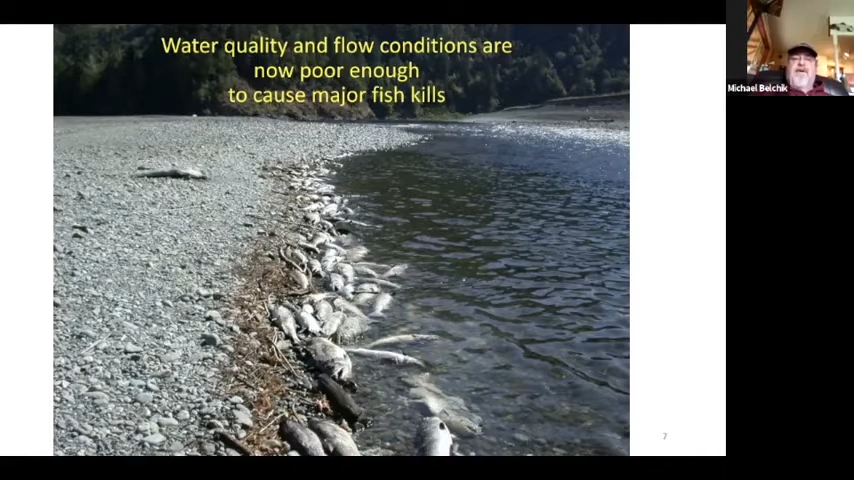 Water quality and flow conditions are
now poor enough
to cause major fish kills
Michael Belchik
7